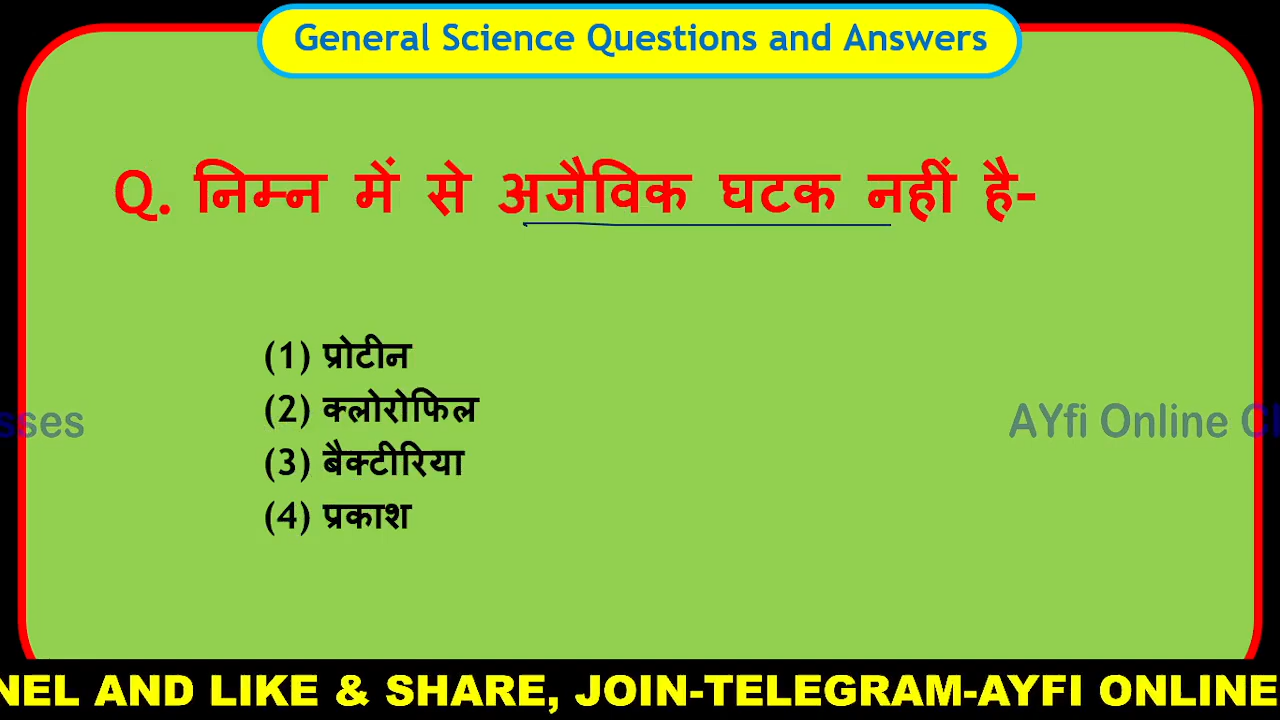 General Science Questions and Answers
Q. निम्न में से अजैविक घटक नहीं है-
(1) प्रोटीन
(2) क्लोरोफिल
sses
AYfi Online C
(3) बैक्टीरिया
(4) प्रकाश
NEL AND LIKE & SHARE, JOIN-TELEGRAM-AYFI ONLINE